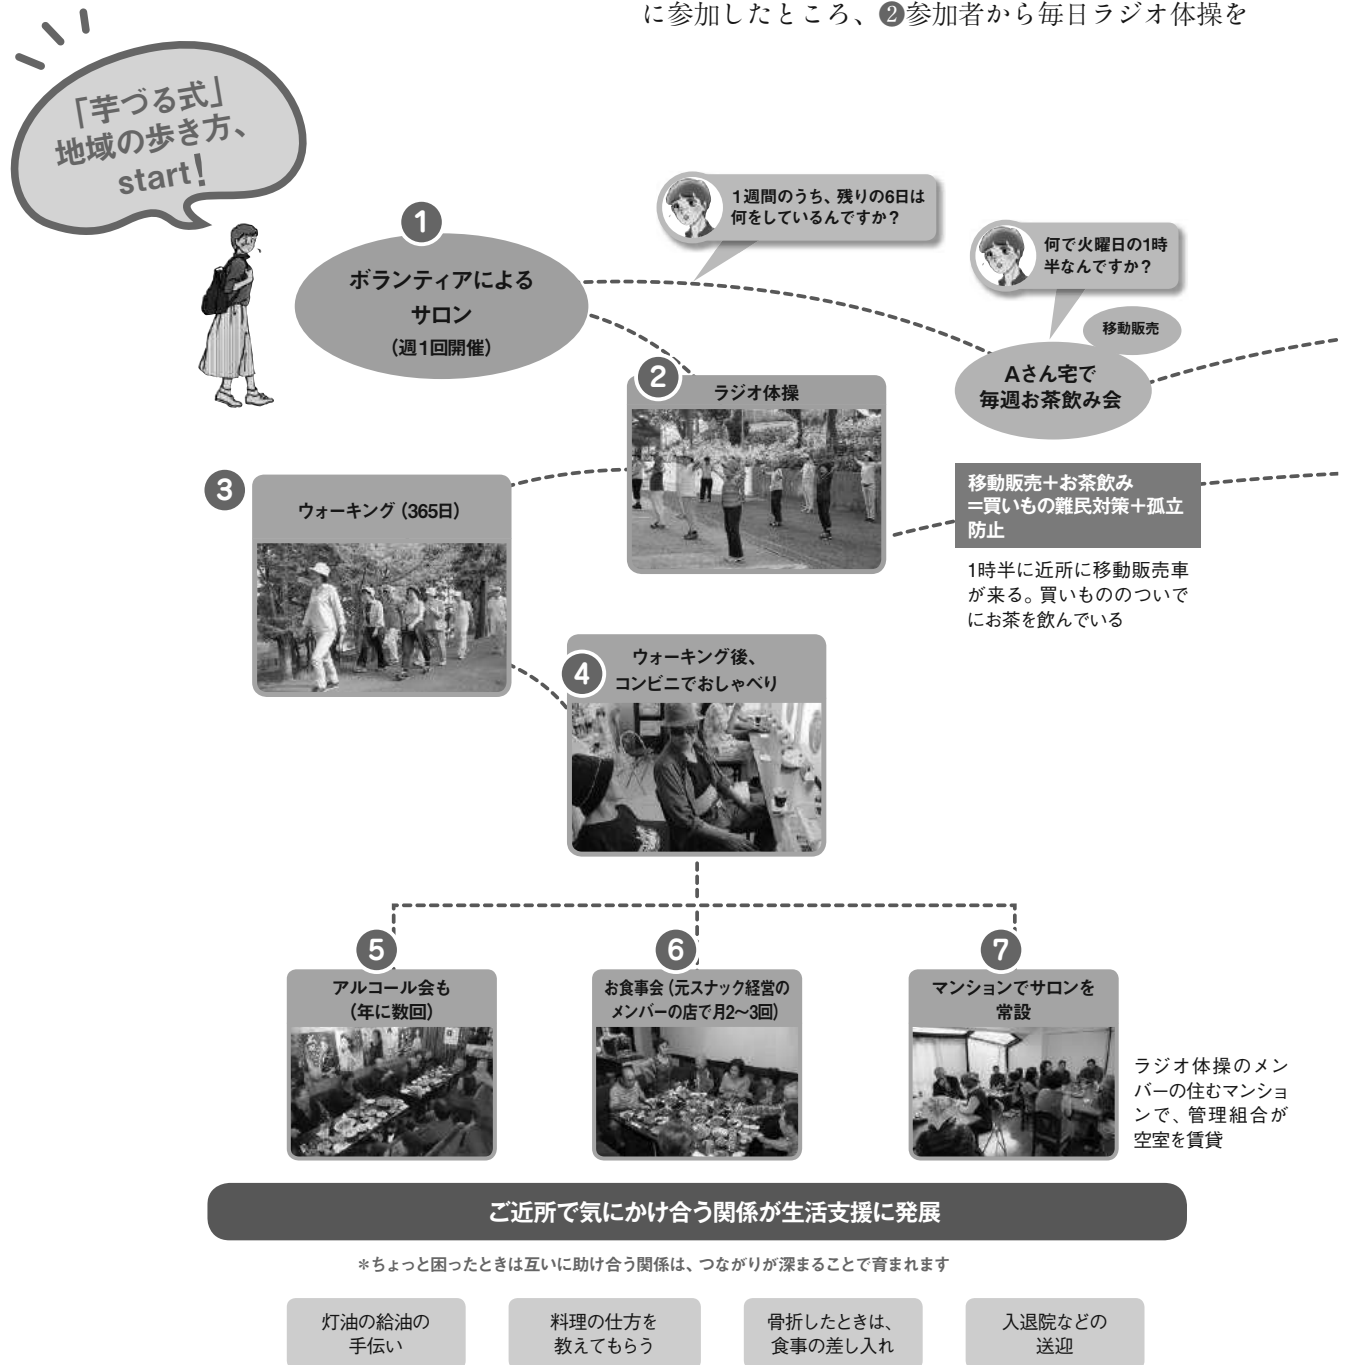 に参加したところ、❷参加者から毎日ラジオ体操を
「芋づる式」
地域の歩き方、
start!
1週間のうち、残りの6日は
何をしているんですか？
何で火曜日の1時
半なんですか？
1
ボランティアによる
サロン
（週1回開催）
移動販売
Aさん宅で
毎週お茶飲み会
2
ラジオ体操
移動販売＋お茶飲み
＝買いもの難民対策＋孤立
防止
1時半に近所に移動販売車
が来る。買いもののついで
にお茶を飲んでいる
3
ウォーキング（365日）
4
ウォーキング後、
コンビニでおしゃべり
5
アルコール会も
（年に数回）
6
お食事会（元スナック経営の
メンバーの店で月2〜3回）
7
マンションでサロンを
常設
ラジオ体操のメン
バーの住むマンショ
ンで、管理組合が
空室を賃貸
ご近所で気にかけ合う関係が生活支援に発展
＊ちょっと困ったときは互いに助け合う関係は、つながりが深まることで育まれます
灯油の給油の
手伝い
料理の仕方を
教えてもらう
骨折したときは、
食事の差し入れ
入退院などの
送迎